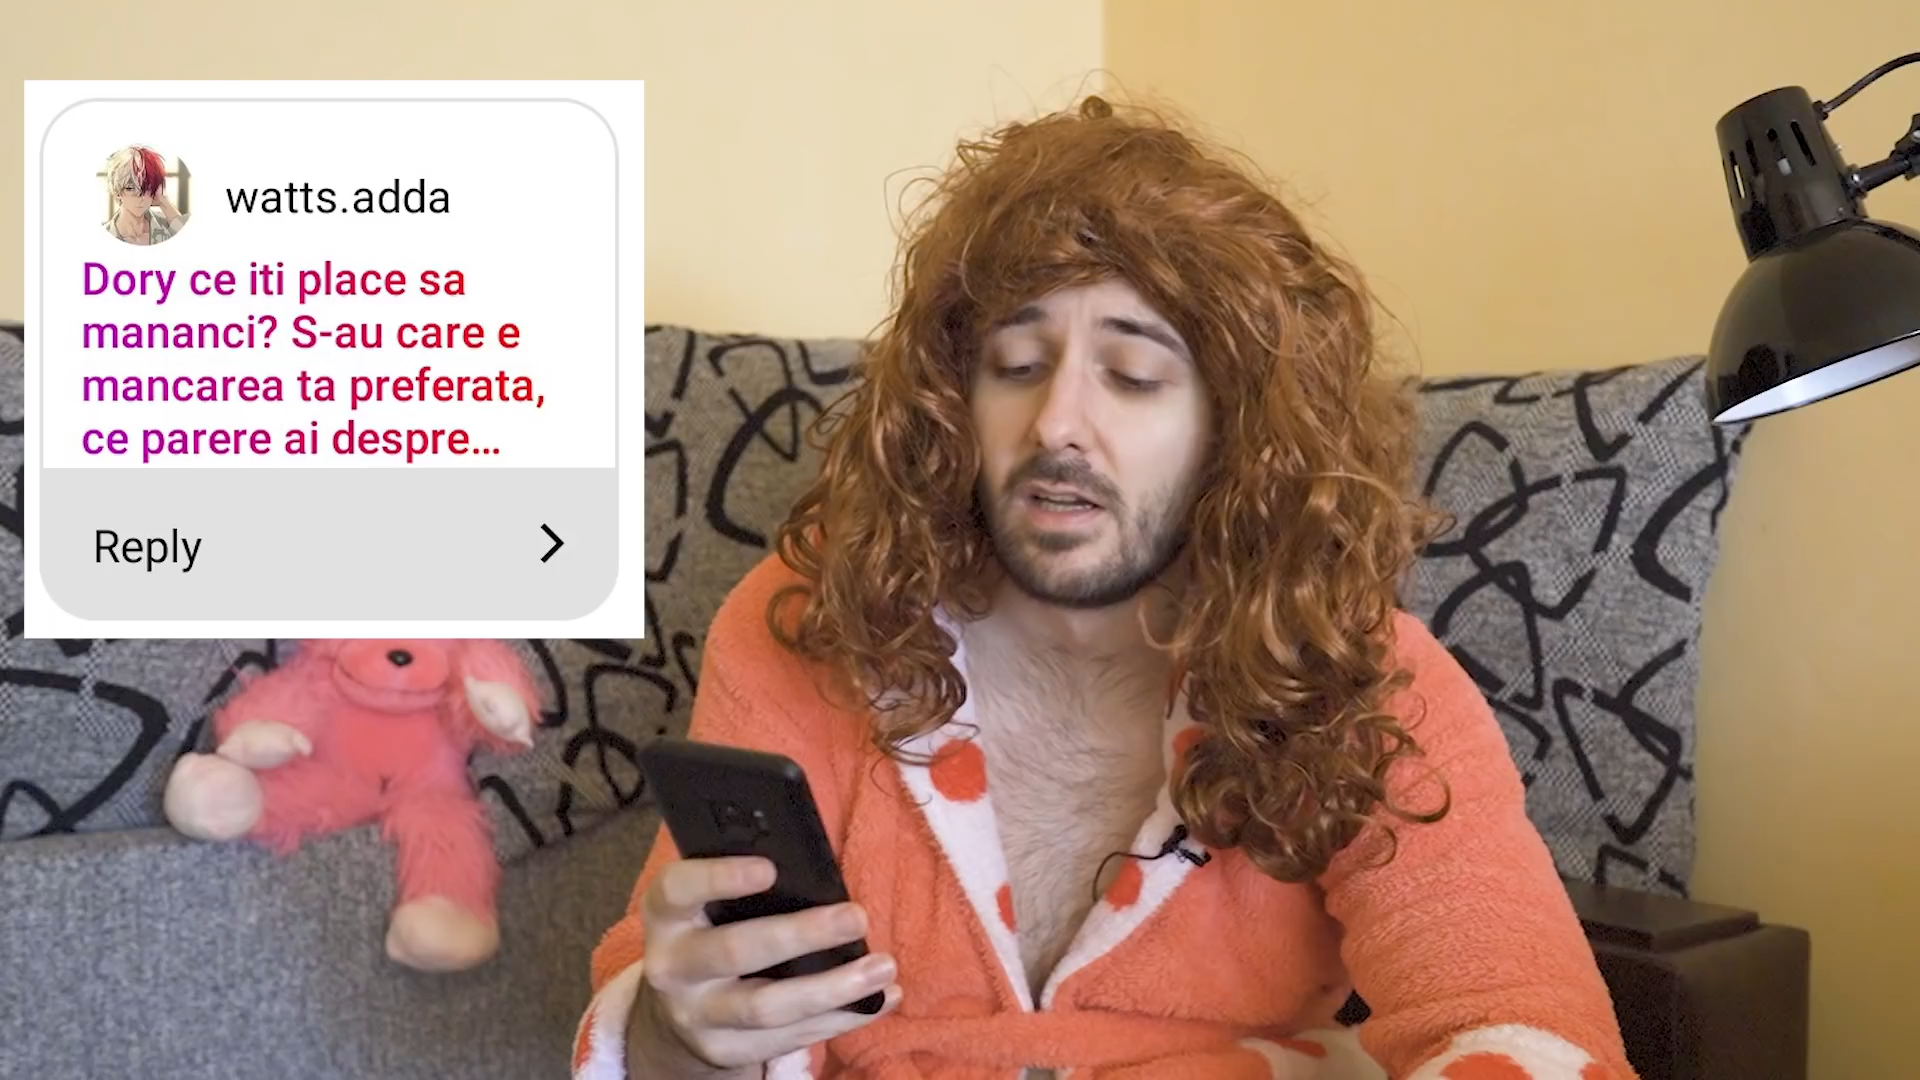 watts.adda
Dory ce iti place sa
mananci? S-au care e
mancarea ta preferata,
ce parere ai despre...
Reply